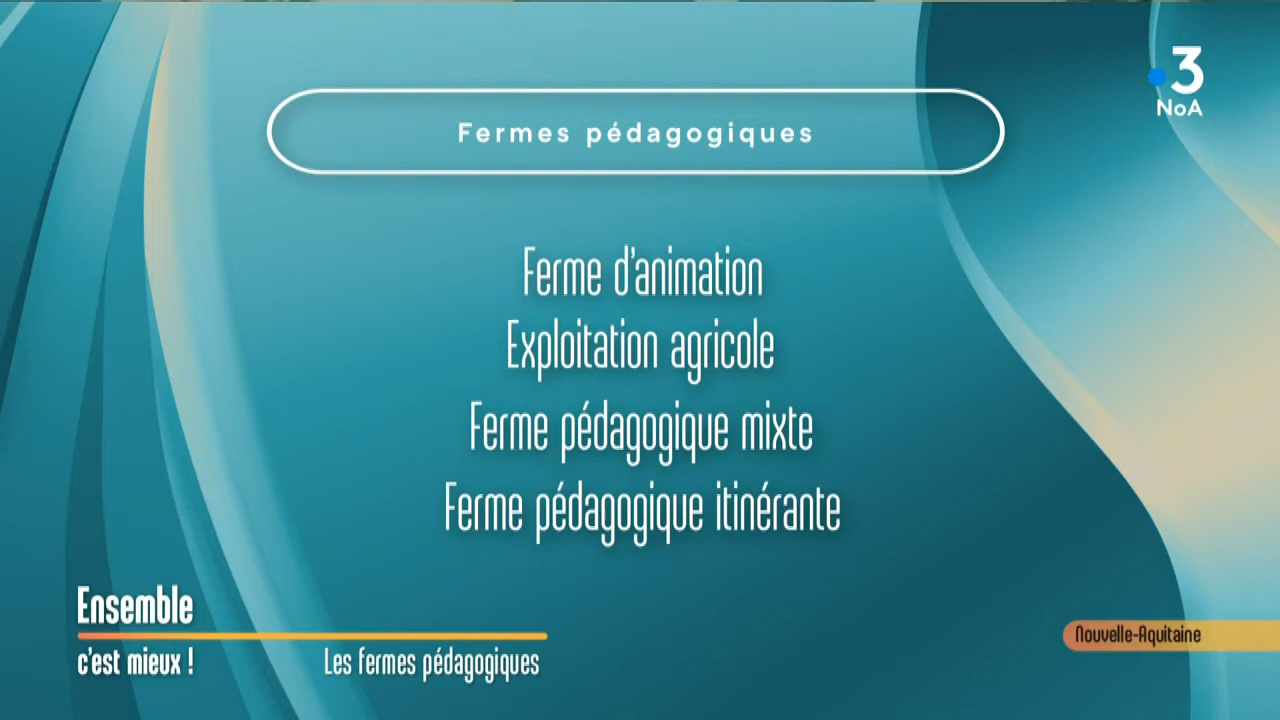 3
NoA
Fermes pédagogiques
Ferme d'animation
Exploitation agricole
Ferme pédagogique mixte
Ferme pédagogique itinérante
Ensemble
c'est mieux !
Les fermes pédagogiques
Nouvelle-Aquitaine